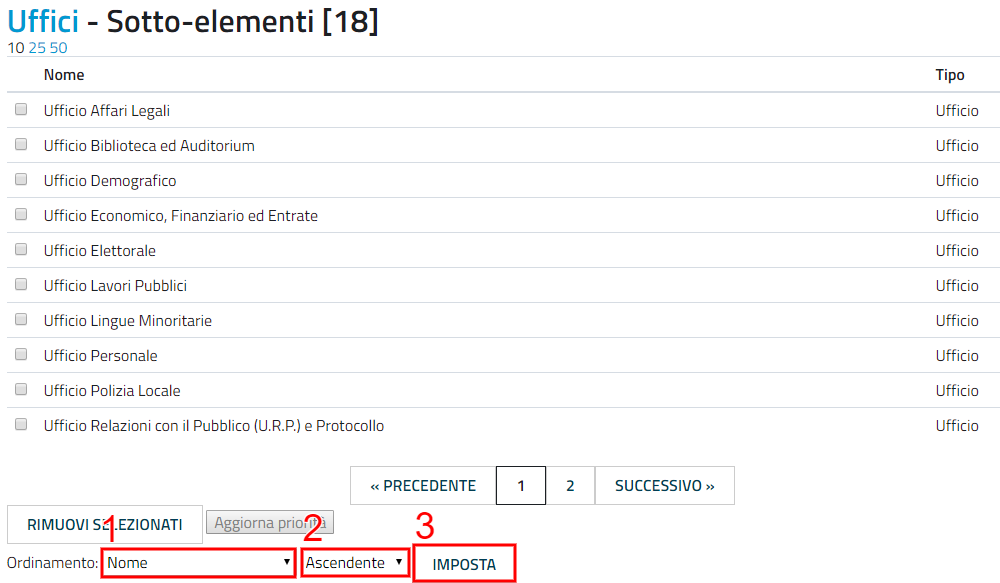 Uffici - Sotto-elementi [18]
10 25 50
Nome Tipo
Ufficio Affari Legali Ufficio
Ufficio Biblioteca ed Auditorium Ufficio
Ufficio Demografico Ufficio
Ufficio Economico, Finanziario ed Entrate Ufficio
Ufficio Elettorale Ufficio
Ufficio Lavori Pubblici Ufficio
Ufficio Lingue Minoritarie Ufficio
Ufficio Personale Ufficio
Ufficio Polizia Locale Ufficio
Ufficio Relazioni con il Pubblico (U.R.P.) e Protocollo Ufficio
« PRECEDENTE 1 2 SUCCESSIVO »
RIMUOVI SELEZIONATI Aggiorna priorità
1 2 3
Ordinamento: Nome Ascendente IMPOSTA